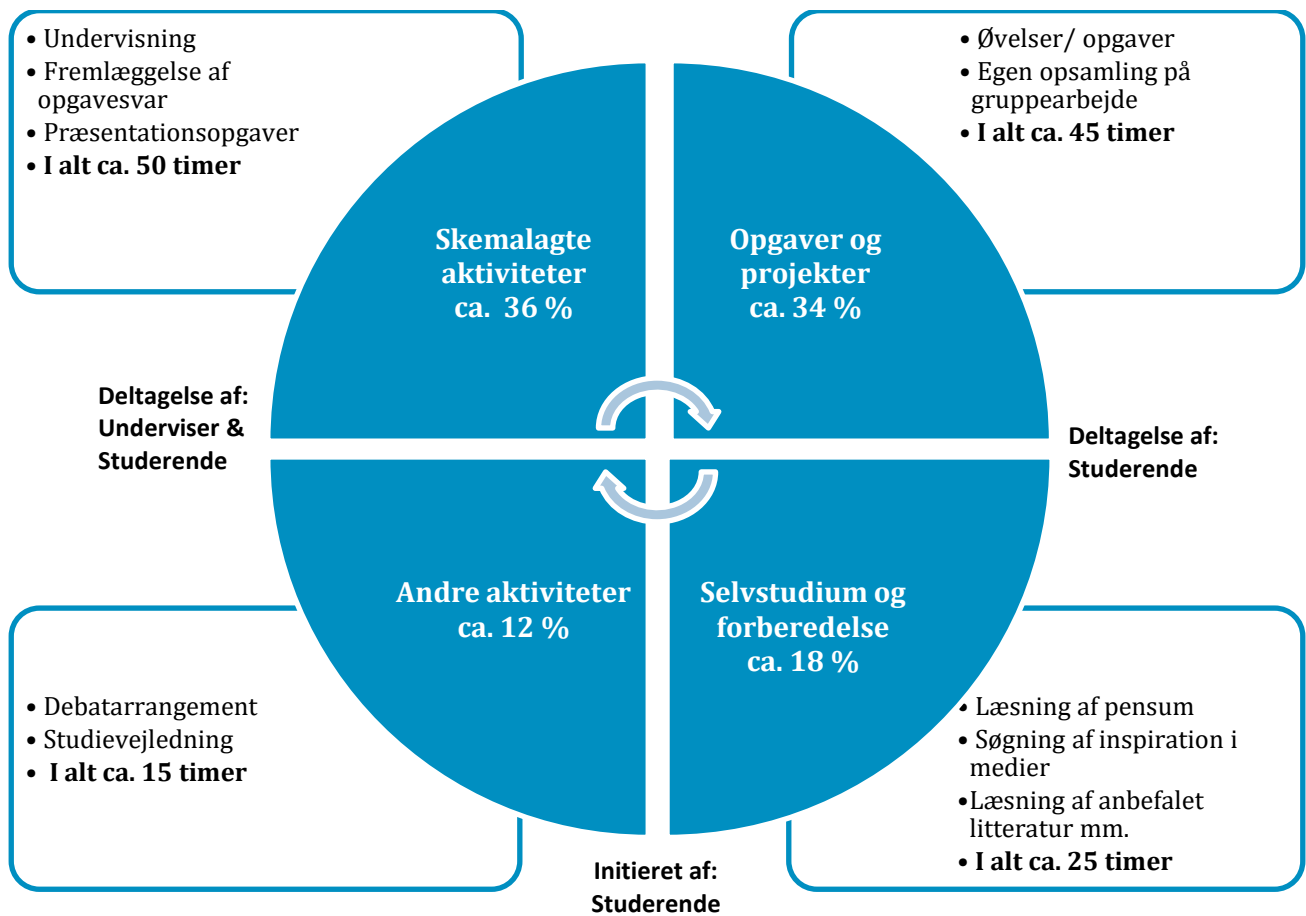 • Undervisning
• Fremlæggelse af
opgavesvar
• Præsentationsopgaver
• I alt ca. 50 timer
• Øvelser/ opgaver
• Egen opsamling på
gruppearbejde
• I alt ca. 45 timer
Skemalagte
aktiviteter
ca. 36 %
Opgaver og
projekter
ca. 34 %
Deltagelse af:
Underviser &
Studerende
Deltagelse af:
Studerende
Andre aktiviteter
ca. 12 %
Selvstudium og
forberedelse
ca. 18 %
• Debatarrangement
• Studievejledning
• I alt ca. 15 timer
• Læsning af pensum
• Søgning af inspiration i
medier
•Læsning af anbefalet
litteratur mm.
• I alt ca. 25 timer
Initieret af:
Studerende